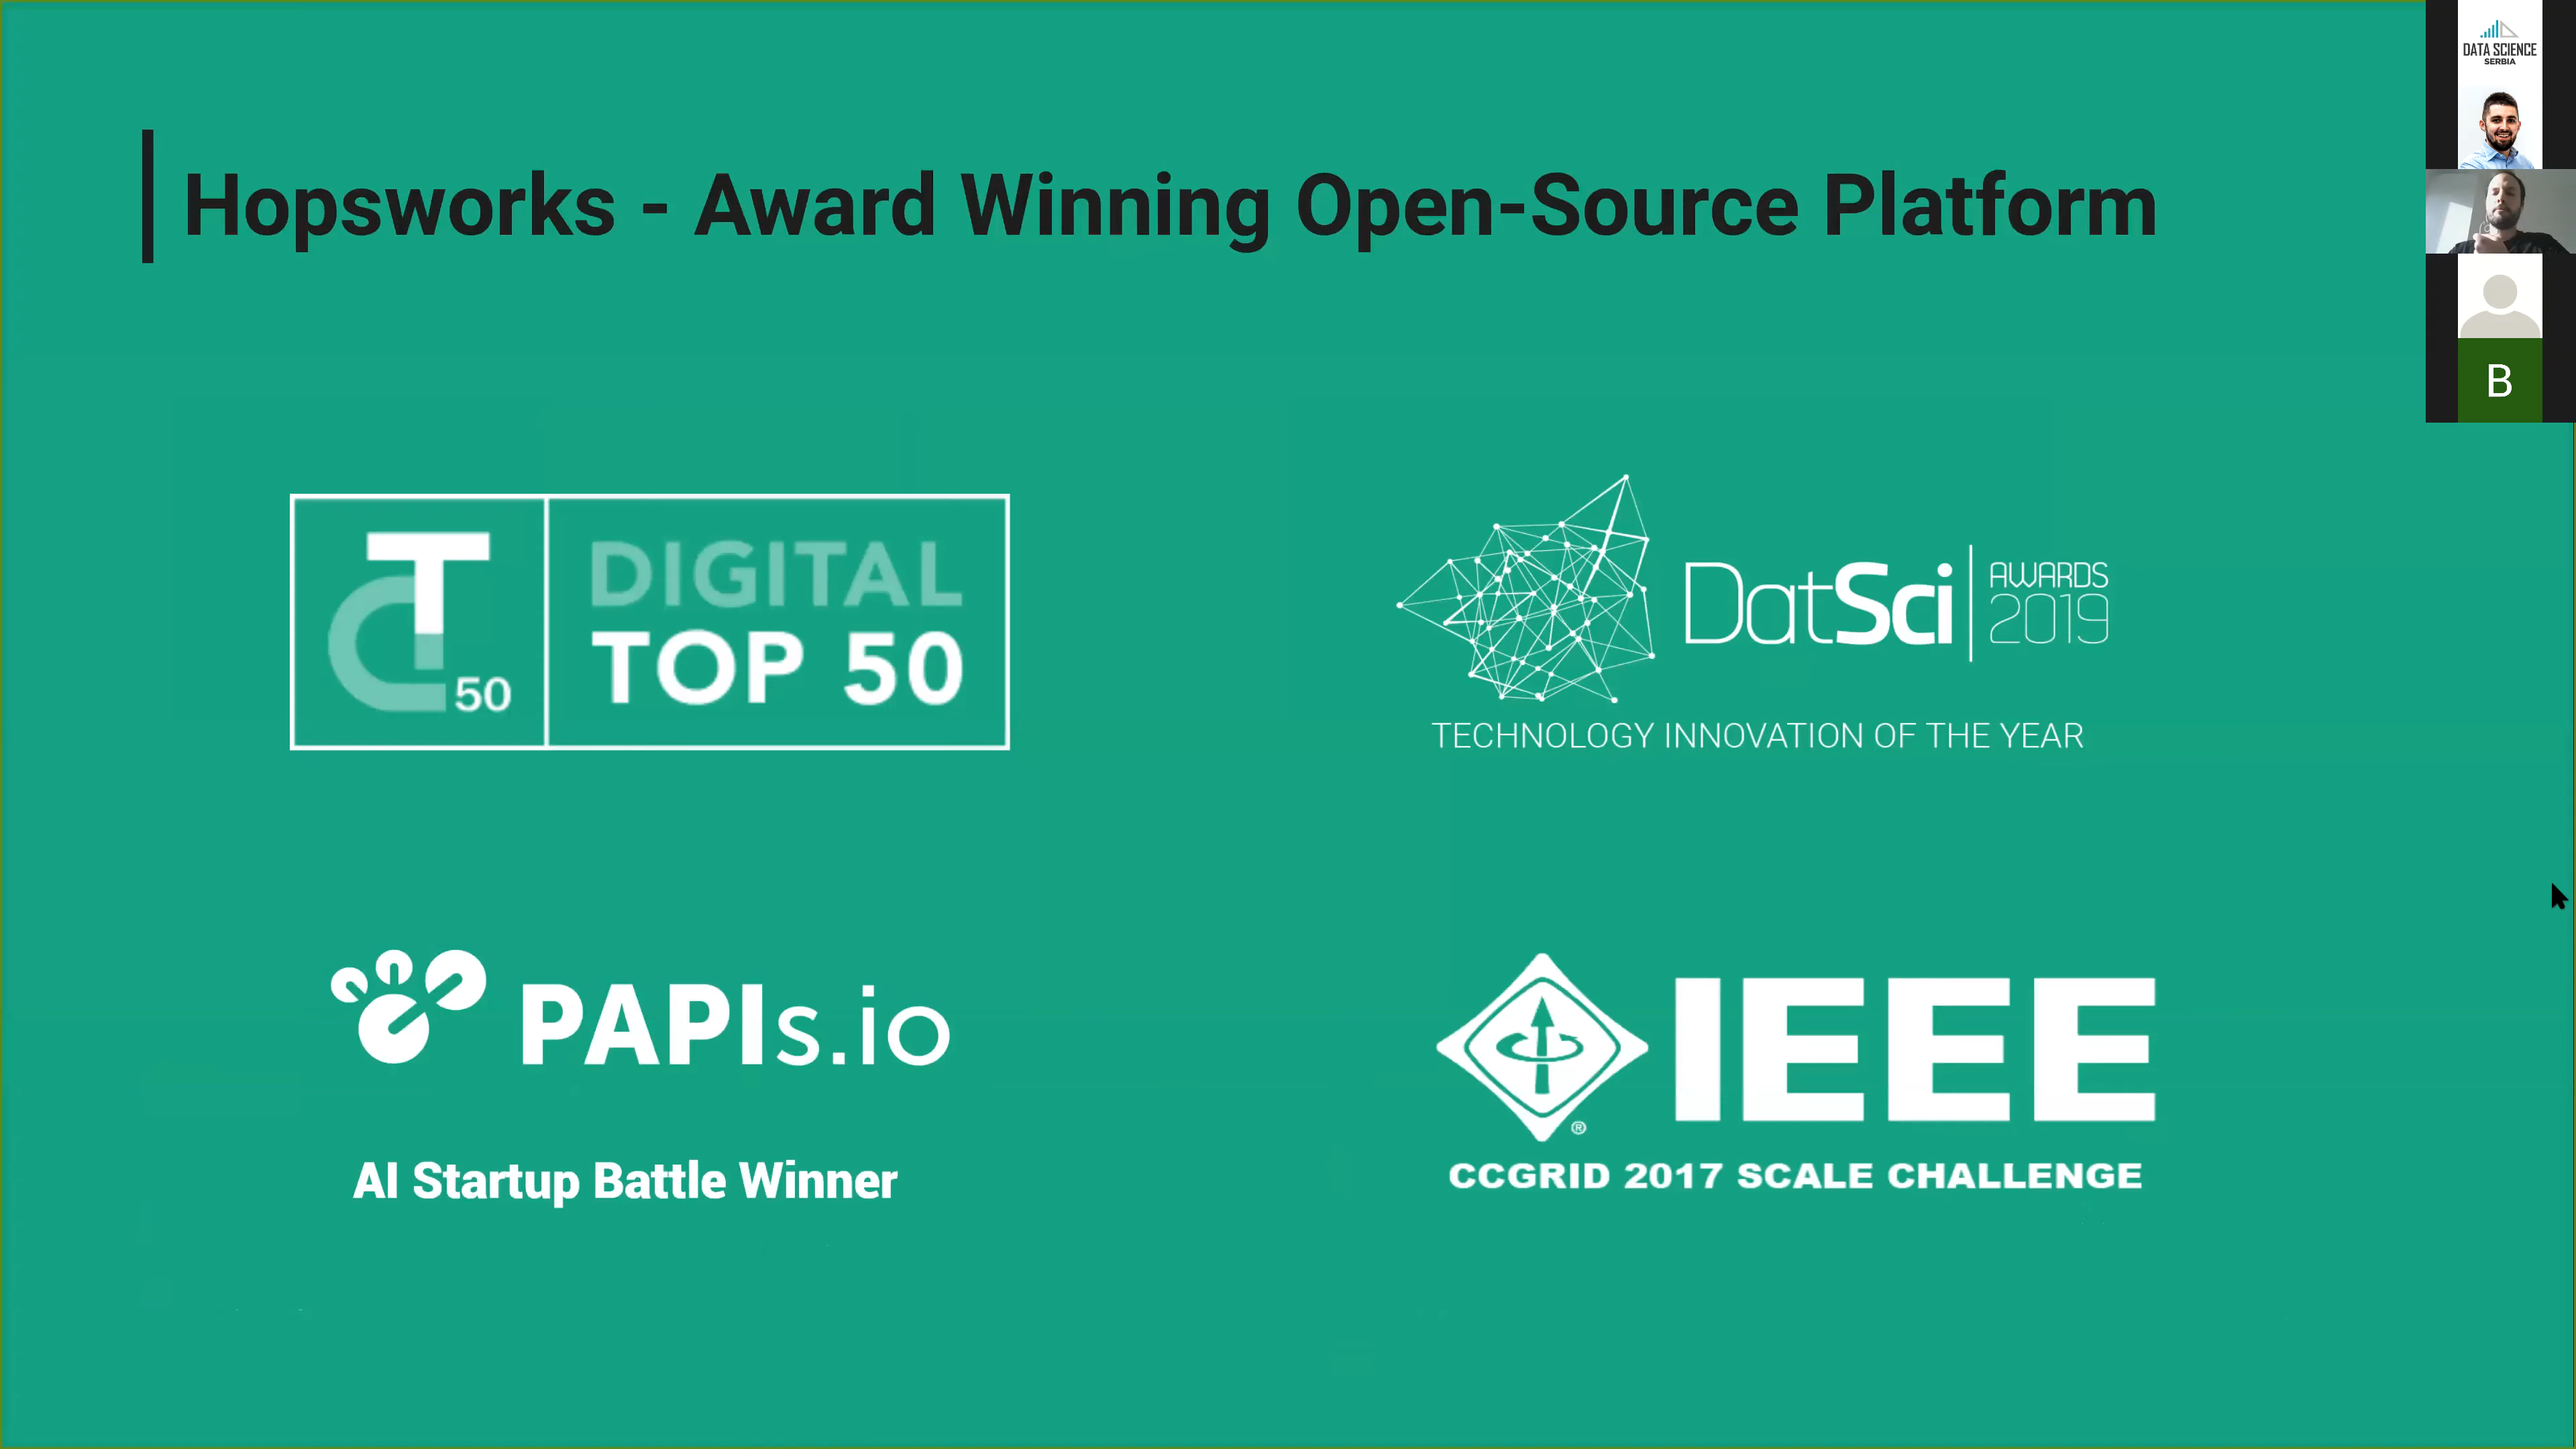 Hopsworks - Award Winning Open-Source Platform
DATA SCIENCE
SERBIA
B
T
50
DIGITAL
TOP 50
DatSci
AWARDS
2019
TECHNOLOGY INNOVATION OF THE YEAR
PAPIs.io
AI Startup Battle Winner
IEEE
®
CCGRID 2017 SCALE CHALLENGE